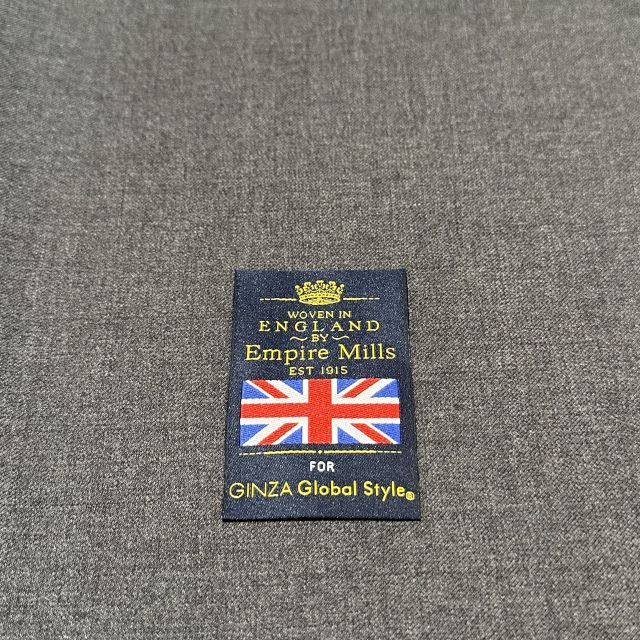 WOVEN IN
ENGLAND
~BY~
Empire Mills
EST 1915
FOR
GINZA Global Style®